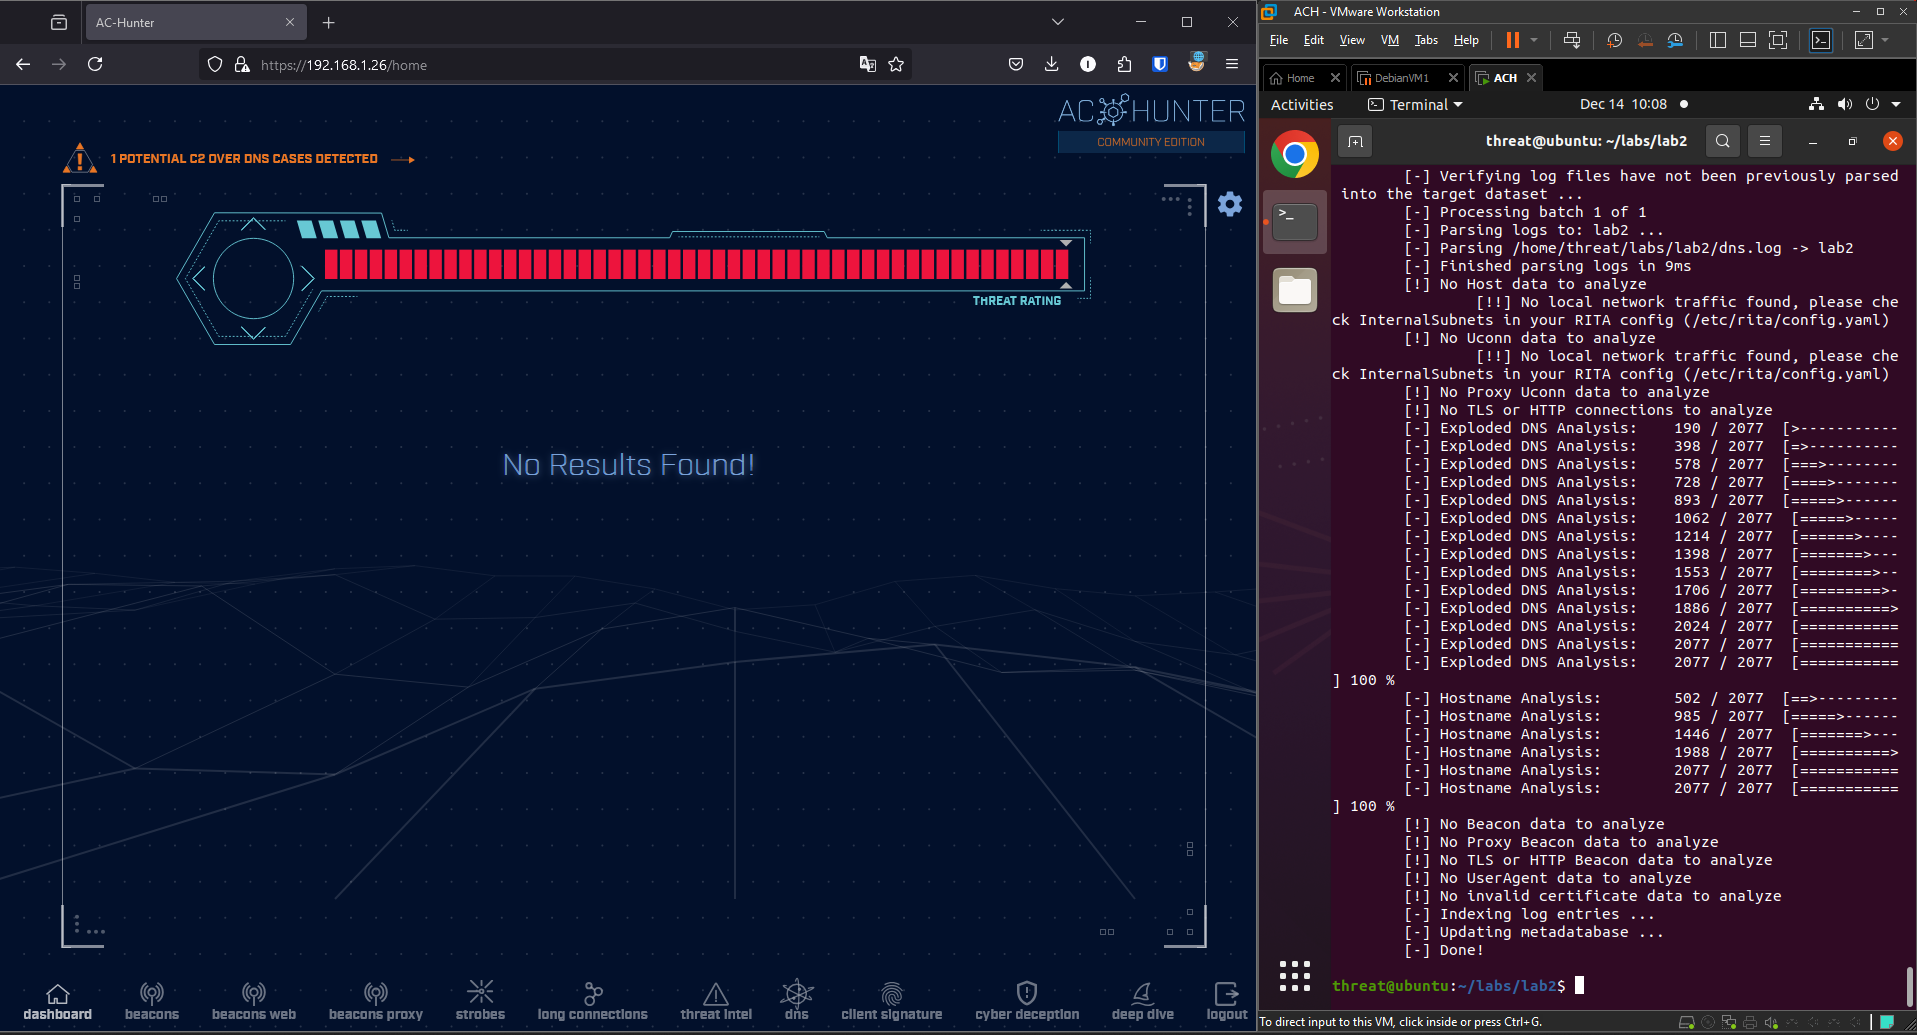 AC-Hunter
https://192.168.1.26/home
AC HUNTER
COMMUNITY EDITION
1 POTENTIAL C2 OVER DNS CASES DETECTED
THREAT RATING
No Results Found!
dashboard
beacons
beacons web
beacons proxy
strobes
long connections
threat intel
dns
client signature
cyber deception
deep dive
logout
ACH - VMware Workstation
File Edit View VM Tabs Help
Home
DebianVM1
ACH
Activities
Terminal
Dec 14 10:08
threat@ubuntu: ~/labs/lab2
[-] Verifying log files have not been previously parsed
into the target dataset ...
[-] Processing batch 1 of 1
[-] Parsing logs to: lab2 ...
[-] Parsing /home/threat/labs/lab2/dns.log -> lab2
[-] Finished parsing logs in 9ms
[!] No Host data to analyze
[!!] No local network traffic found, please che
ck InternalSubnets in your RITA config (/etc/rita/config.yaml)
[!] No Uconn data to analyze
[!!] No local network traffic found, please che
ck InternalSubnets in your RITA config (/etc/rita/config.yaml)
[!] No Proxy Uconn data to analyze
[!] No TLS or HTTP connections to analyze
[-] Exploded DNS Analysis: 190 / 2077 [>-----------
[-] Exploded DNS Analysis: 398 / 2077 [=>----------
[-] Exploded DNS Analysis: 578 / 2077 [===>--------
[-] Exploded DNS Analysis: 728 / 2077 [====>-------
[-] Exploded DNS Analysis: 893 / 2077 [=====>------
[-] Exploded DNS Analysis: 1062 / 2077 [=====>-----
[-] Exploded DNS Analysis: 1214 / 2077 [======>----
[-] Exploded DNS Analysis: 1398 / 2077 [=======>---
[-] Exploded DNS Analysis: 1553 / 2077 [========>--
[-] Exploded DNS Analysis: 1706 / 2077 [=========>-
[-] Exploded DNS Analysis: 1886 / 2077 [==========>
[-] Exploded DNS Analysis: 2024 / 2077 [===========
[-] Exploded DNS Analysis: 2077 / 2077 [===========
[-] Exploded DNS Analysis: 2077 / 2077 [===========
] 100 %
[-] Hostname Analysis: 502 / 2077 [==>---------
[-] Hostname Analysis: 985 / 2077 [=====>------
[-] Hostname Analysis: 1446 / 2077 [=======>---
[-] Hostname Analysis: 1988 / 2077 [==========>
[-] Hostname Analysis: 2077 / 2077 [===========
[-] Hostname Analysis: 2077 / 2077 [===========
] 100 %
[!] No Beacon data to analyze
[!] No Proxy Beacon data to analyze
[!] No TLS or HTTP Beacon data to analyze
[!] No UserAgent data to analyze
[!] No invalid certificate data to analyze
[-] Indexing log entries ...
[-] Updating metadatabase ...
[-] Done!
threat@ubuntu:~/labs/lab2$
To direct input to this VM, click inside or press Ctrl+G.